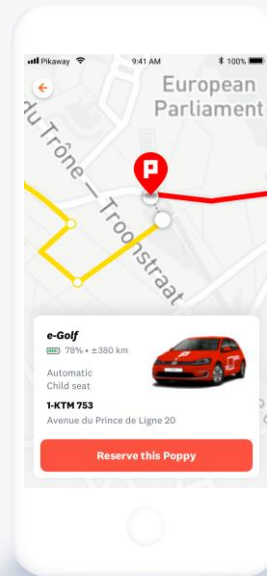 Pikaway
9:41 AM
100%
European
Parliament
du Trône — Troonstraat
P
e-Golf
78% • ±380 km
Automatic
Child seat
1-KTM 753
Avenue du Prince de Ligne 20
Reserve this Poppy